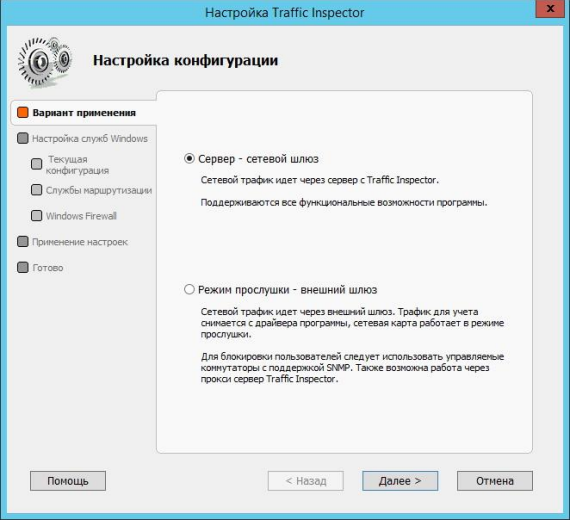 Настройка Traffic Inspector
x
Настройка конфигурации
Вариант применения
Настройка служб Windows
Текущая
конфигурация
Службы маршрутизации
Windows Firewall
Применение настроек
Готово
Сервер - сетевой шлюз
Сетевой трафик идет через сервер с Traffic Inspector.
Поддерживаются все функциональные возможности программы.
Режим прослушки - внешний шлюз
Сетевой трафик идет через внешний шлюз. Трафик для учета
снимается с драйвера программы, сетевая карта работает в режиме
прослушки.
Для блокировки пользователей следует использовать управляемые
коммутаторы с поддержкой SNMP. Также возможна работа через
прокси сервер Traffic Inspector.
Помощь
< Назад
Далее >
Отмена